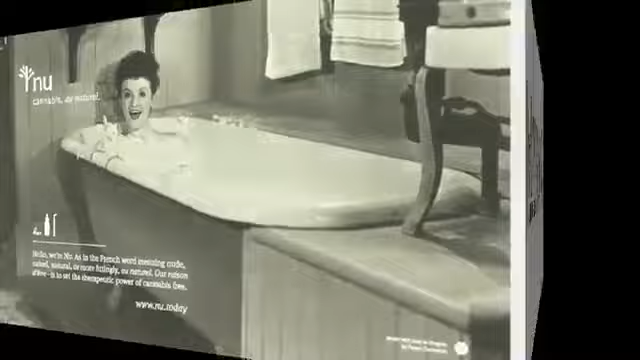 nu
cannabis, au naturel.
Hello, we're Nu. As in the French word meaning nude,
naked, natural, or more fittingly, au naturel. Our raison
d'être - is to set the therapeutic power of cannabis free.
www.nu.today